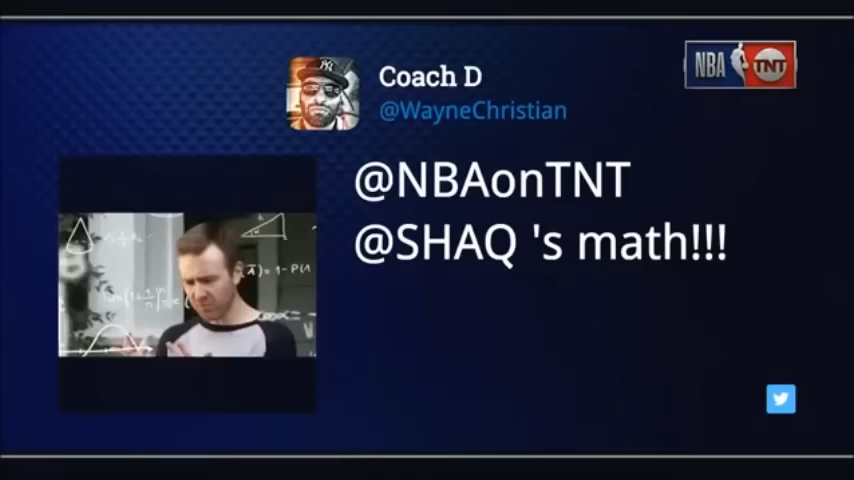 Coach D
@WayneChristian
NBA TNT
@NBAonTNT
@SHAQ 's math!!!